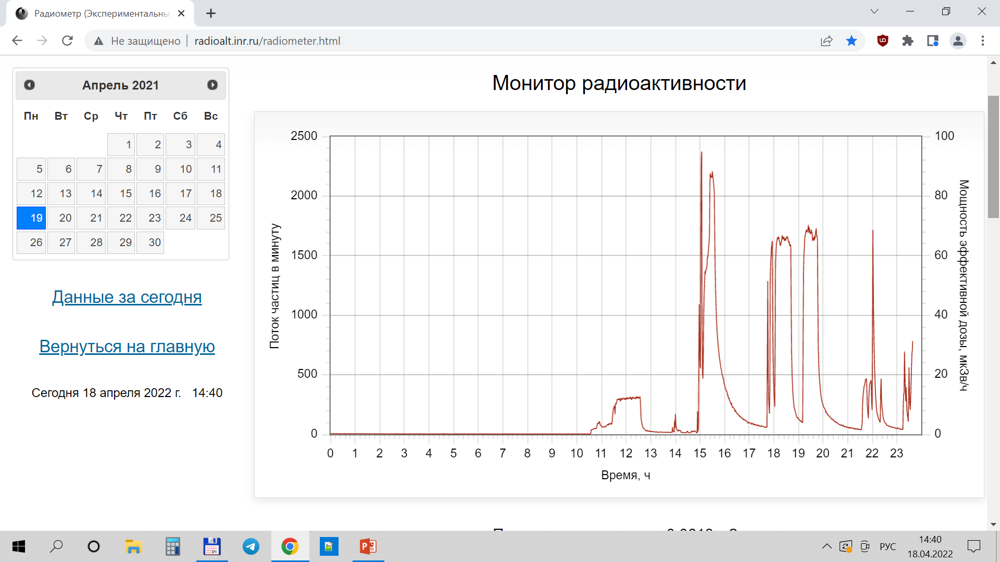 Радиометр (Экспериментальны
Не защищено
radioalt.inr.ru/radiometer.html
Апрель 2021
Пн Вт Ср Чт Пт Сб Вс
1 2 3 4
5 6 7 8 9 10 11
12 13 14 15 16 17 18
19 20 21 22 23 24 25
26 27 28 29 30
Данные за сегодня
Вернуться на главную
Сегодня 18 апреля 2022 г. 14:40
Монитор радиоактивности
Поток частиц в минуту
2500
2000
1500
1000
500
0
100
80
60
40
20
0
Мощность эффективной дозы, мкЗв/ч
0 1 2 3 4 5 6 7 8 9 10 11 12 13 14 15 16 17 18 19 20 21 22 23
Время, ч
64
РУС
14:40
18.04.2022